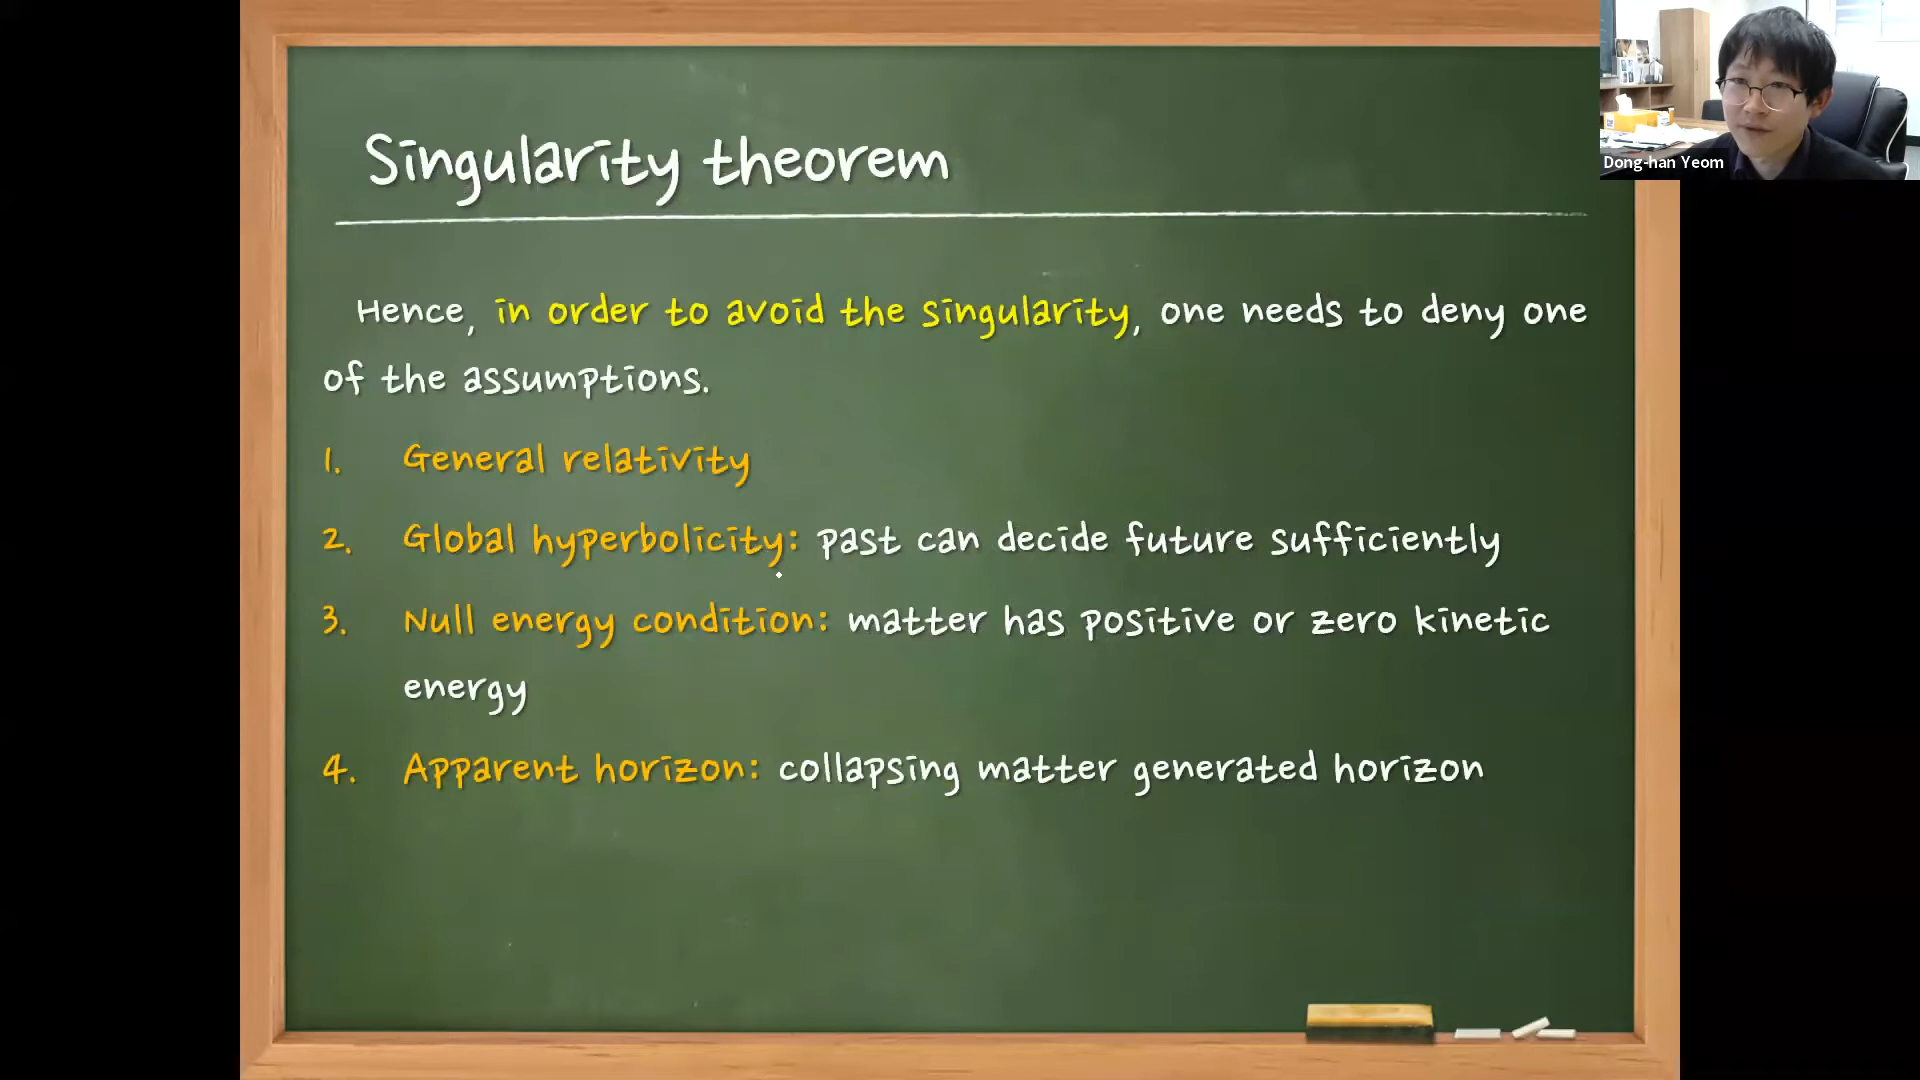 Singularity theorem
Dong-han Yeom
Hence, in order to avoid the singularity, one needs to deny one
of the assumptions.
1. General relativity
2. Global hyperbolicity: past can decide future sufficiently
3. Null energy condition: matter has positive or zero kinetic
energy
4. Apparent horizon: collapsing matter generated horizon